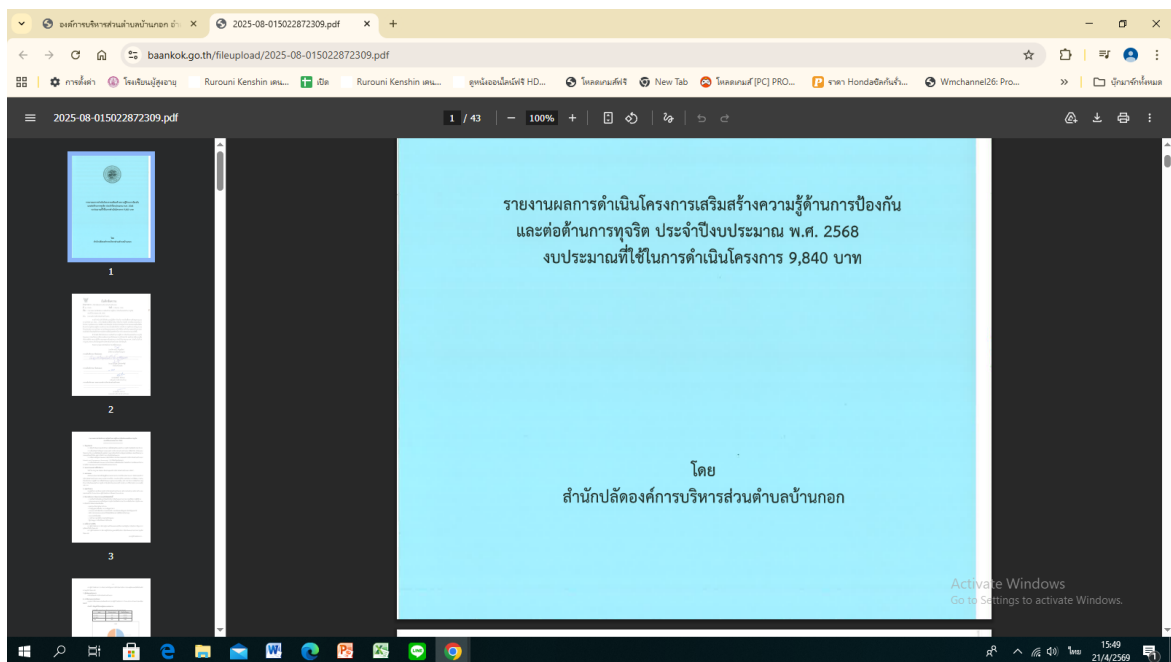 องค์การบริหารส่วนตำบลบ้านกอก อำ
2025-08-015022872309.pdf
baankok.go.th/fileupload/2025-08-015022872309.pdf
การตั้งค่า
โรงเรียนผู้สูงอายุ
Rurouni Kenshin เคน...
เปิด
Rurouni Kenshin เคน...
ดูหนังออนไลน์ฟรี HD...
โหลดเกมส์ฟรี
New Tab
โหลดเกมส์ [PC] PRO...
ราคา Hondaซิลกันรั่ว...
Wmchannel26: Pro...
บุ๊กมาร์กทั้งหมด
2025-08-015022872309.pdf
1 / 43
100%
1
2
3
รายงานผลการดำเนินโครงการเสริมสร้างความรู้ด้านการป้องกัน
และต่อต้านการทุจริต ประจำปีงบประมาณ พ.ศ. 2568
งบประมาณที่ใช้ในการดำเนินโครงการ 9,840 บาท
โดย
สำนักปลัดองค์การบริหารส่วนตำบลบ้านกอก
Activate Windows
Go to Settings to activate Windows.
ไทย
15:49
21/4/2569